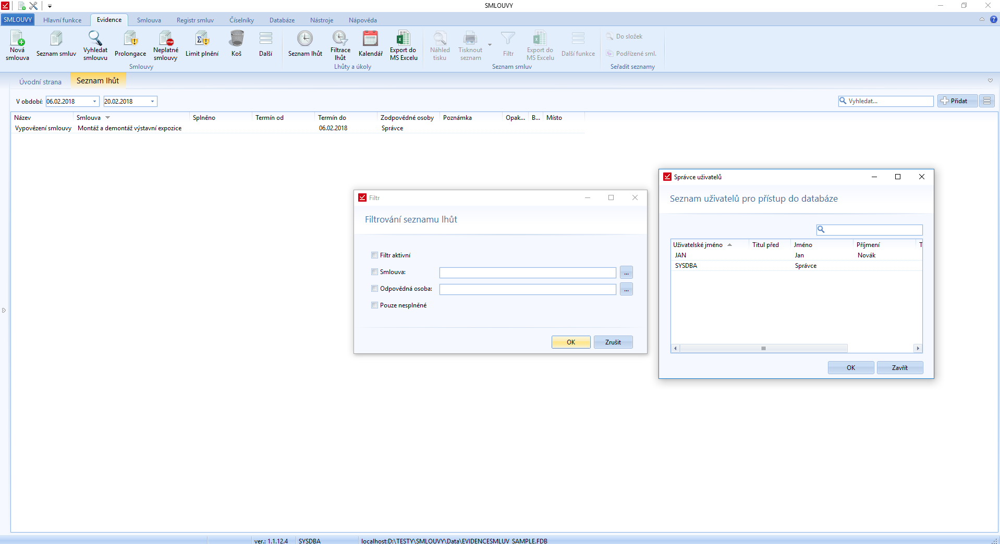 SMLOUVY
SMLOUVY Hlavní funkce Evidence Smlouva Registr smluv Číselníky Databáze Nástroje Nápověda
Nová smlouva
Seznam smluv
Vyhledat smlouvu
Prolongace
Neplatné smlouvy
Limit plnění
Koš
Další
Smlouvy
Seznam lhůt
Filtrace lhůt
Kalendář
Export do MS Excelu
Lhůty a úkoly
Náhled tisku
Tisknout seznam
Filtr
Export do MS Excelu
Další funkce
Seznam smluv
Do složek
Podřízené sml.
Seřadit seznamy
Úvodní strana Seznam lhůt
V období: 06.02.2018 20.02.2018 Vyhledat... Přidat
Název Smlouva Splněno Termín od Termín do Zodpovědné osoby Poznámka Opak... B... Místo
Vypovězení smlouvy Montáž a demontáž výstavní expozice 06.02.2018 Správce
Filtr
Filtrování seznamu lhůt
Filtr aktivní
Smlouva: ...
Odpovědná osoba: ...
Pouze nesplněné
OK Zrušit
Správce uživatelů
Seznam uživatelů pro přístup do databáze
Uživatelské jméno Titul před Jméno Příjmení T
JAN Jan Novák
SYSDBA Správce
OK Zavřít
ver.: 1.1.12.4 SYSDBA localhost:D:\TESTY\SMLOUVY\Data\EVIDENCESMLUV_SAMPLE.FDB